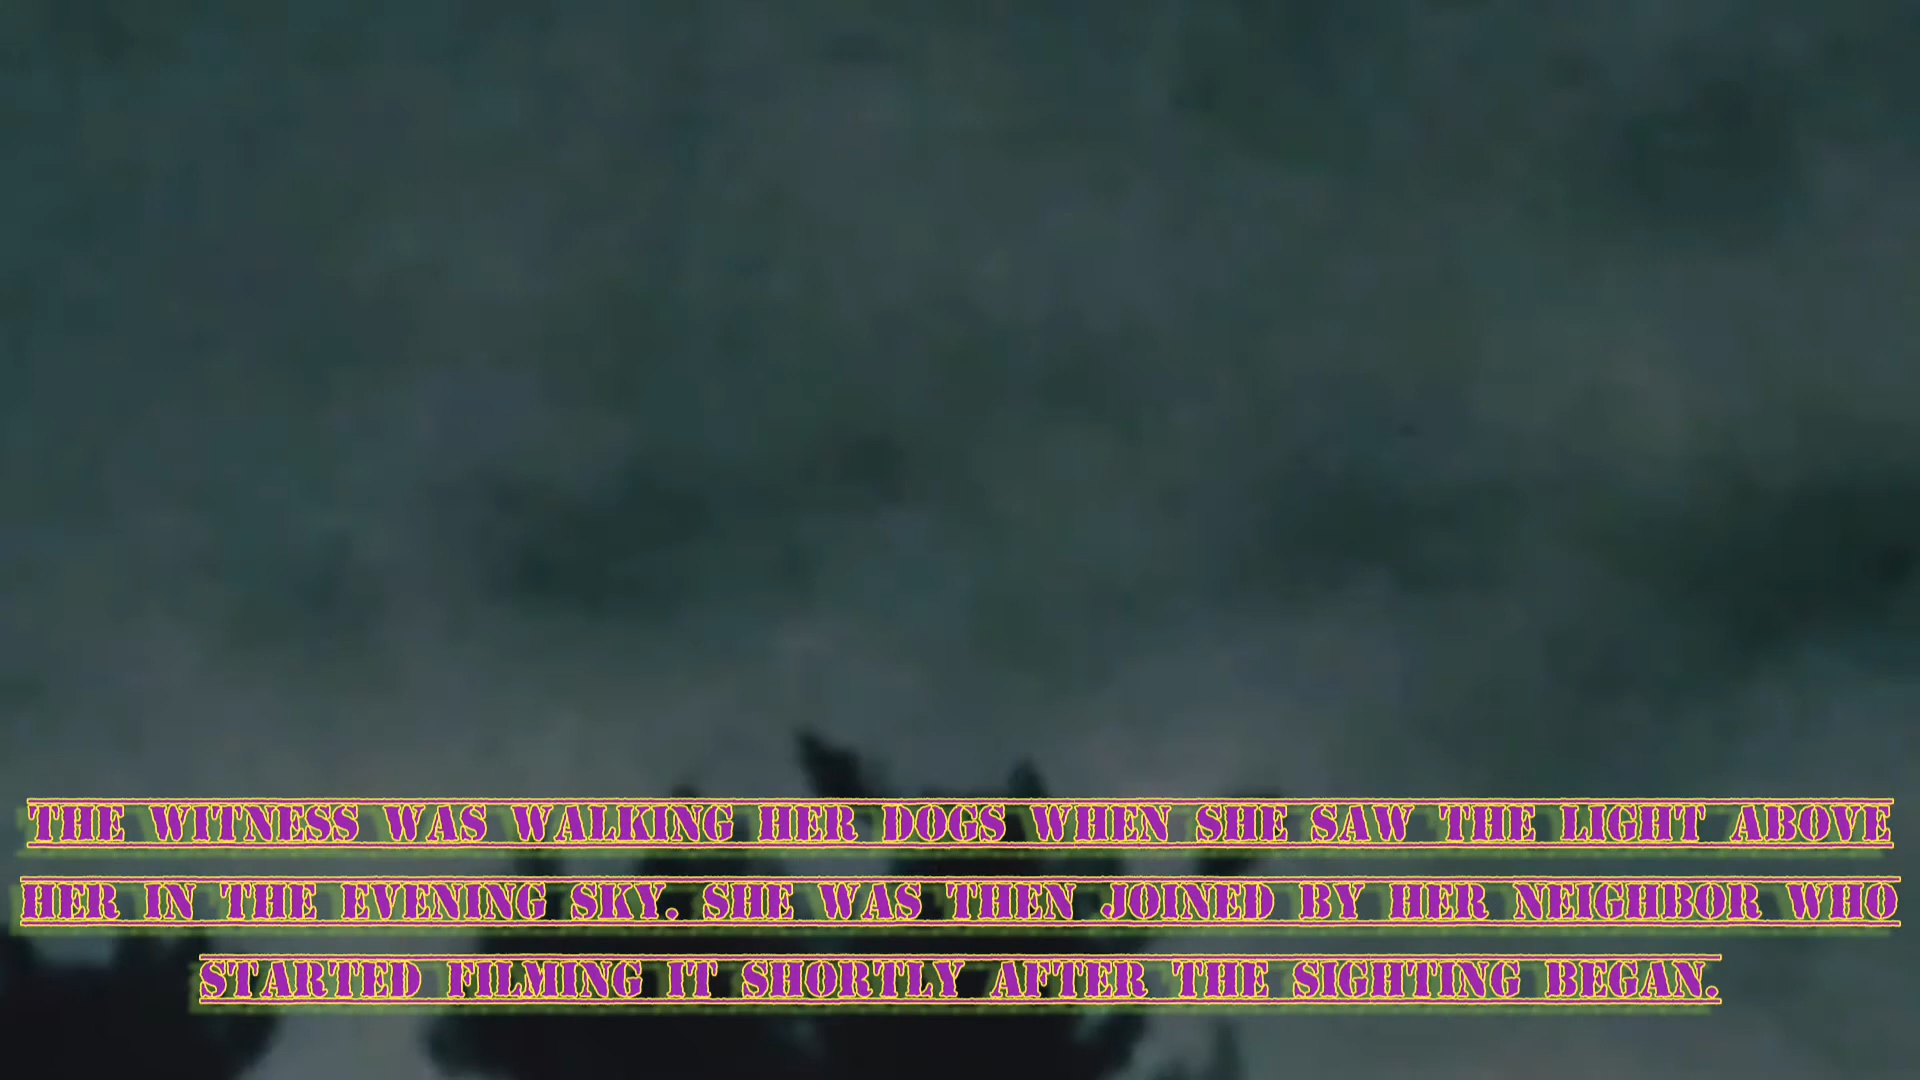 THE WITNESS WAS WALKING HER DOGS WHEN SHE SAW THE LIGHT ABOVE
HER IN THE EVENING SKY. SHE WAS THEN JOINED BY HER NEIGHBOR WHO
STARTED FILMING IT SHORTLY AFTER THE SIGHTING BEGAN.